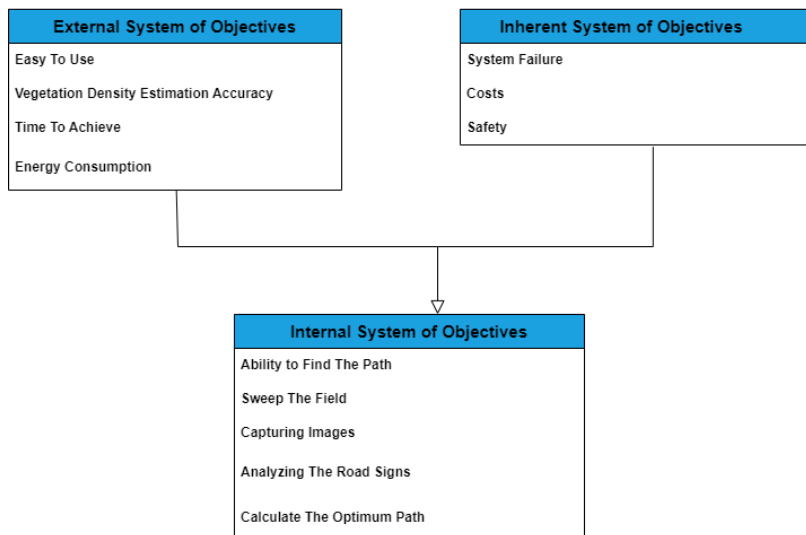 External System of Objectives
Easy To Use
Vegetation Density Estimation Accuracy
Time To Achieve
Energy Consumption
Inherent System of Objectives
System Failure
Costs
Safety
Internal System of Objectives
Ability to Find The Path
Sweep The Field
Capturing Images
Analyzing The Road Signs
Calculate The Optimum Path